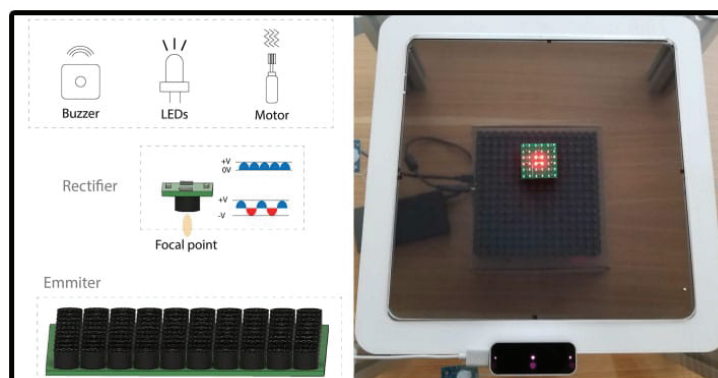 Buzzer
LEDs
Motor
Rectifier
+V
0V
+V
-V
Focal point
Emmiter